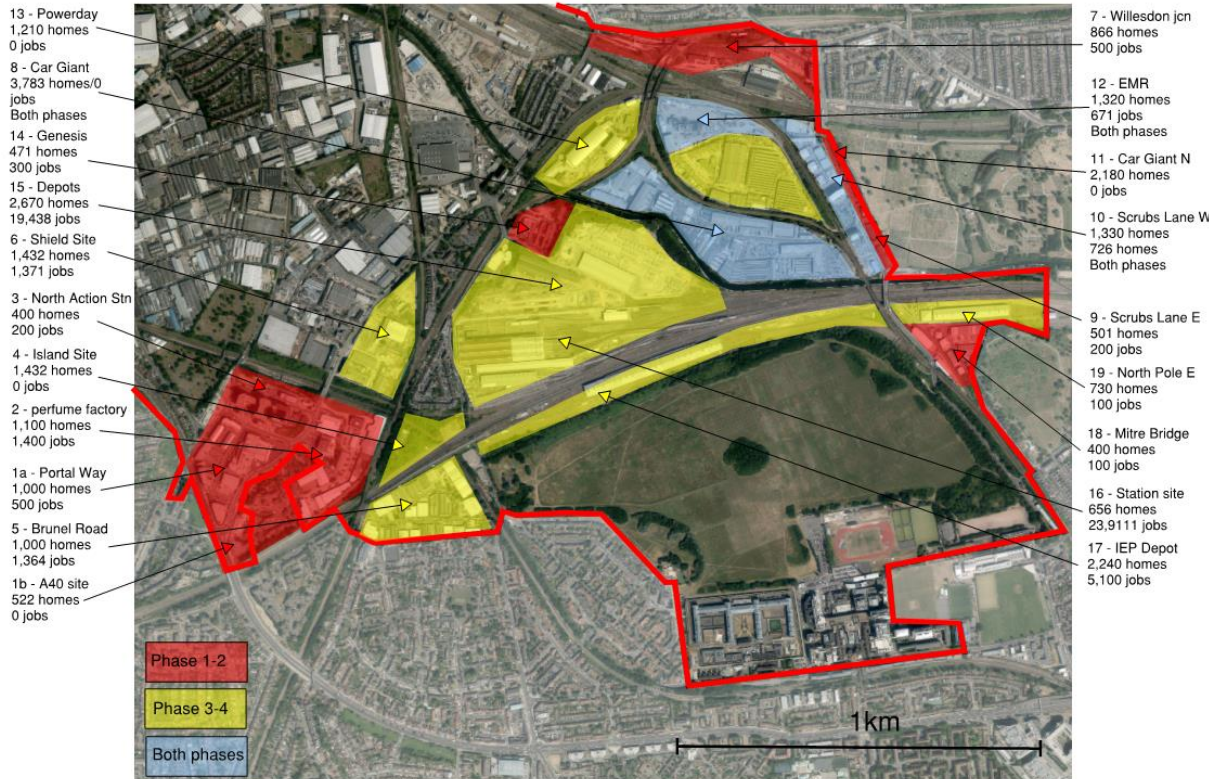 13 - Powerday
1,210 homes
0 jobs
8 - Car Giant
3,783 homes/0
jobs
Both phases
14 - Genesis
471 homes
300 jobs
15 - Depots
2,670 homes
19,438 jobs
6 - Shield Site
1,432 homes
1,371 jobs
3 - North Action Stn
400 homes
200 jobs
4 - Island Site
1,432 homes
0 jobs
2 - perfume factory
1,100 homes
1,400 jobs
1a - Portal Way
1,000 homes
500 jobs
5 - Brunel Road
1,000 homes
1,364 jobs
1b - A40 site
522 homes
0 jobs
Phase 1-2
Phase 3-4
Both phases
1km
7 - Willesdon jcn
866 homes
500 jobs
12 - EMR
1,320 homes
671 jobs
Both phases
11 - Car Giant N
2,180 homes
0 jobs
10 - Scrubs Lane W
1,330 homes
726 homes
Both phases
9 - Scrubs Lane E
501 homes
200 jobs
19 - North Pole E
730 homes
100 jobs
18 - Mitre Bridge
400 homes
100 jobs
16 - Station site
656 homes
23,9111 jobs
17 - IEP Depot
2,240 homes
5,100 jobs